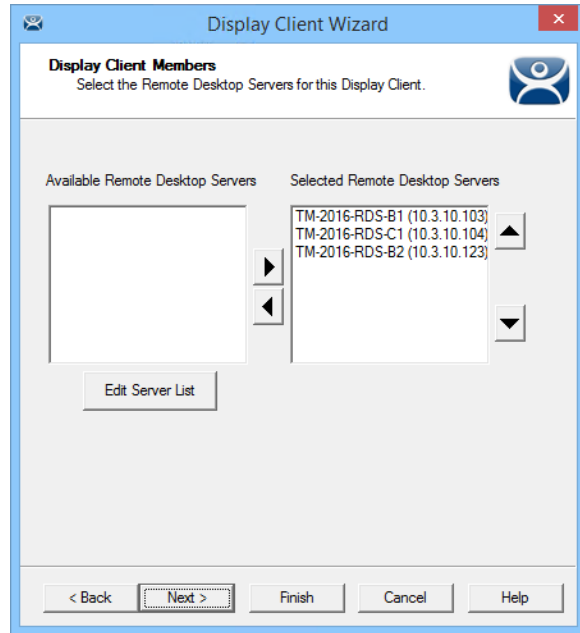 Display Client Wizard
Display Client Members
Select the Remote Desktop Servers for this Display Client.
Available Remote Desktop Servers
Selected Remote Desktop Servers
TM-2016-RDS-B1 (10.3.10.103)
TM-2016-RDS-C1 (10.3.10.104)
TM-2016-RDS-B2 (10.3.10.123)
Edit Server List
< Back Next > Finish Cancel Help